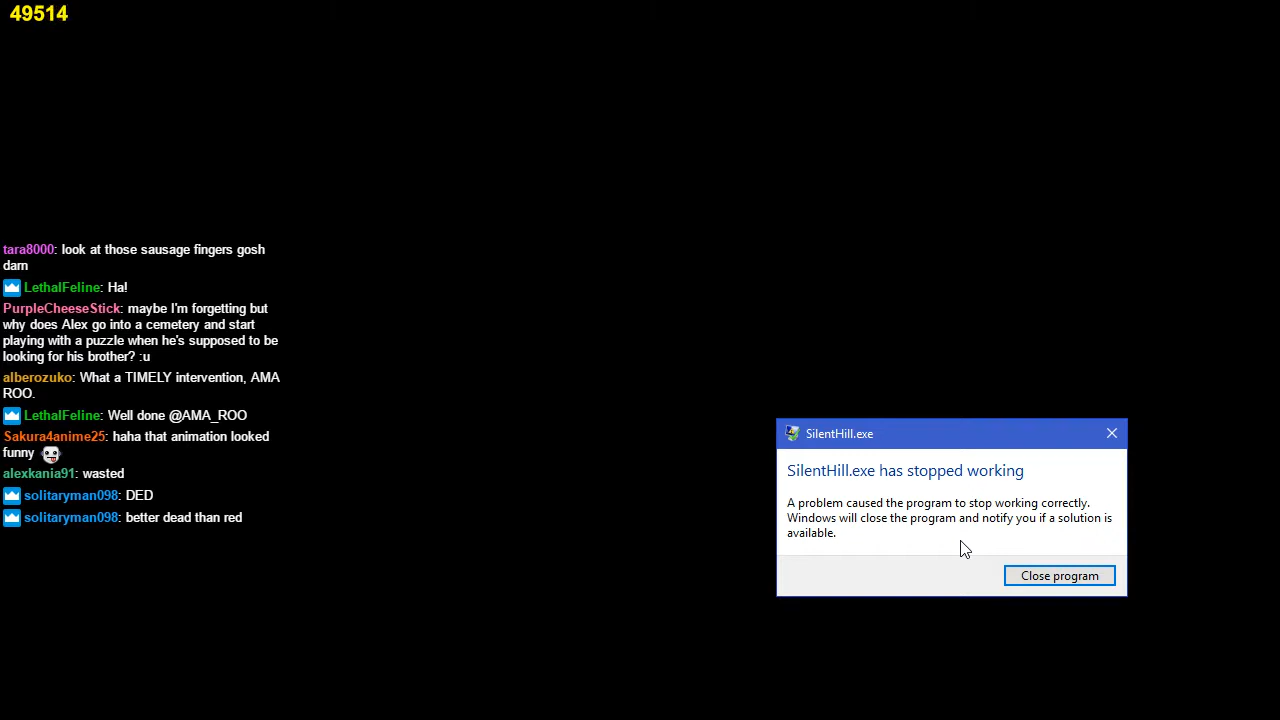 49514
tara8000: look at those sausage fingers gosh
darn
LethalFeline: Ha!
PurpleCheeseStick: maybe I'm forgetting but
why does Alex go into a cemetery and start
playing with a puzzle when he's supposed to be
looking for his brother? :u
alberozuko: What a TIMELY intervention, AMA
ROO.
LethalFeline: Well done @AMA_ROO
Sakura4anime25: haha that animation looked
funny
alexkania91: wasted
solitaryman098: DED
solitaryman098: better dead than red
SilentHill.exe
SilentHill.exe has stopped working
A problem caused the program to stop working correctly.
Windows will close the program and notify you if a solution is
available.
Close program